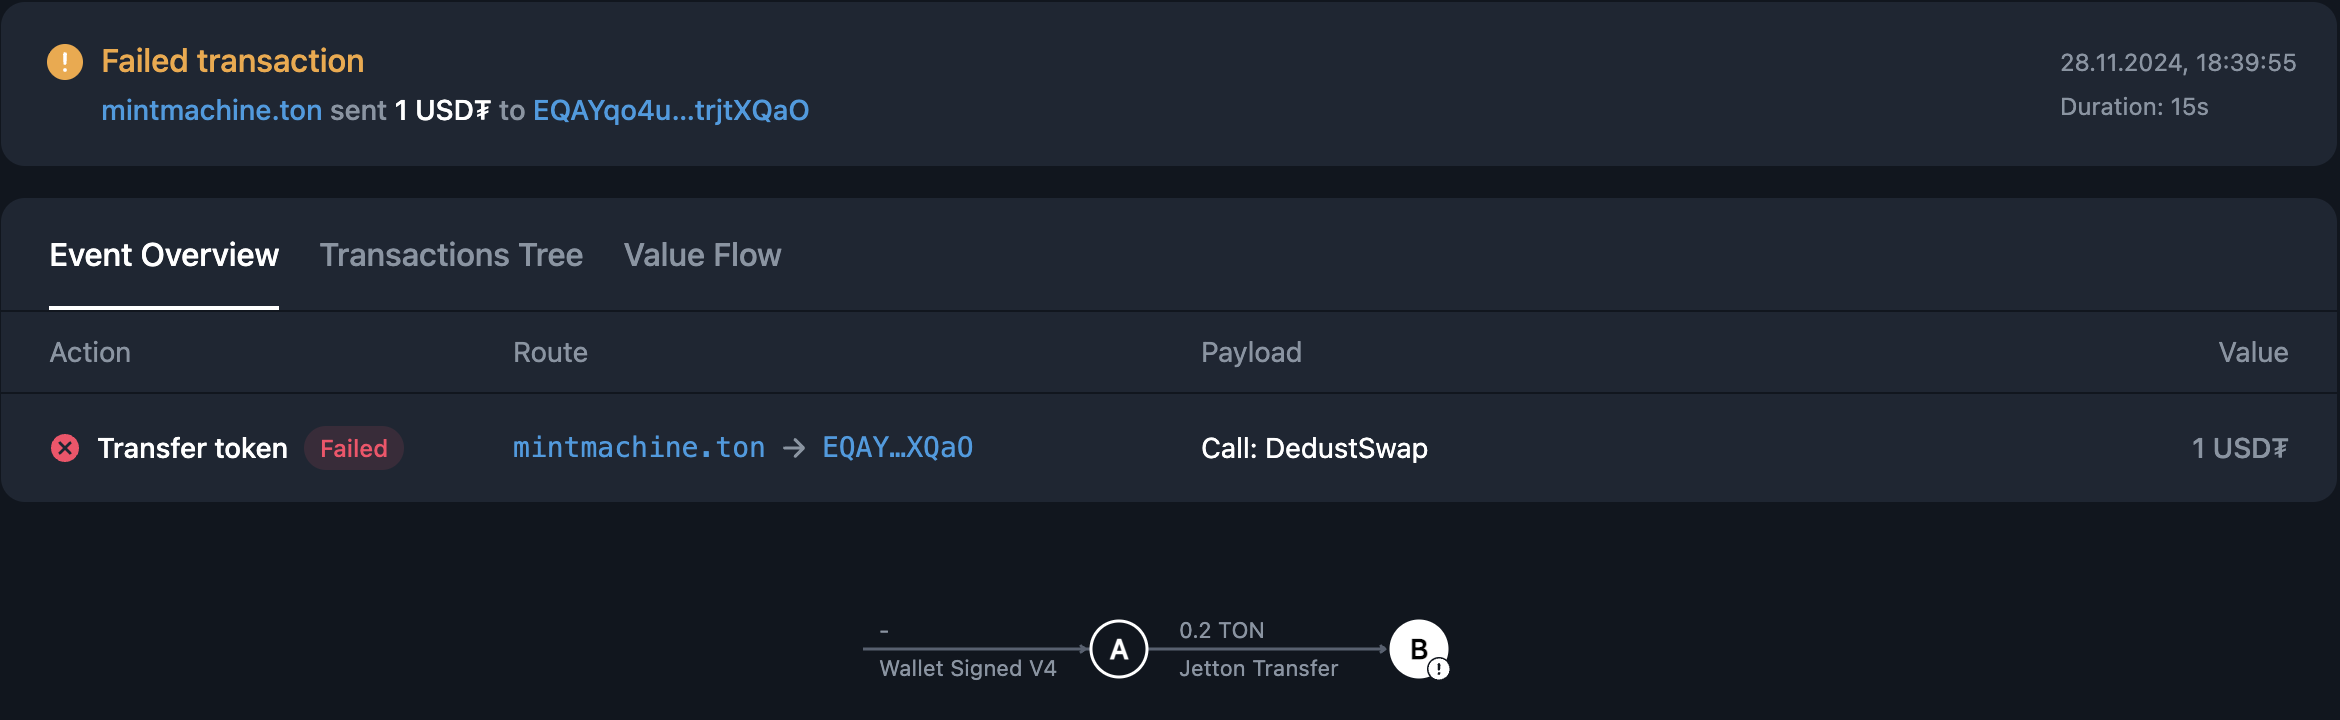 Failed transaction
28.11.2024, 18:39:55
mintmachine.ton sent 1 USD₮ to EQAYqo4u...trjtXQaO
Duration: 15s
Event Overview Transactions Tree Value Flow
Action Route Payload Value
Transfer token Failed mintmachine.ton → EQAY…XQaO Call: DedustSwap 1 USD₮
- 0.2 TON
A B
Wallet Signed V4 Jetton Transfer